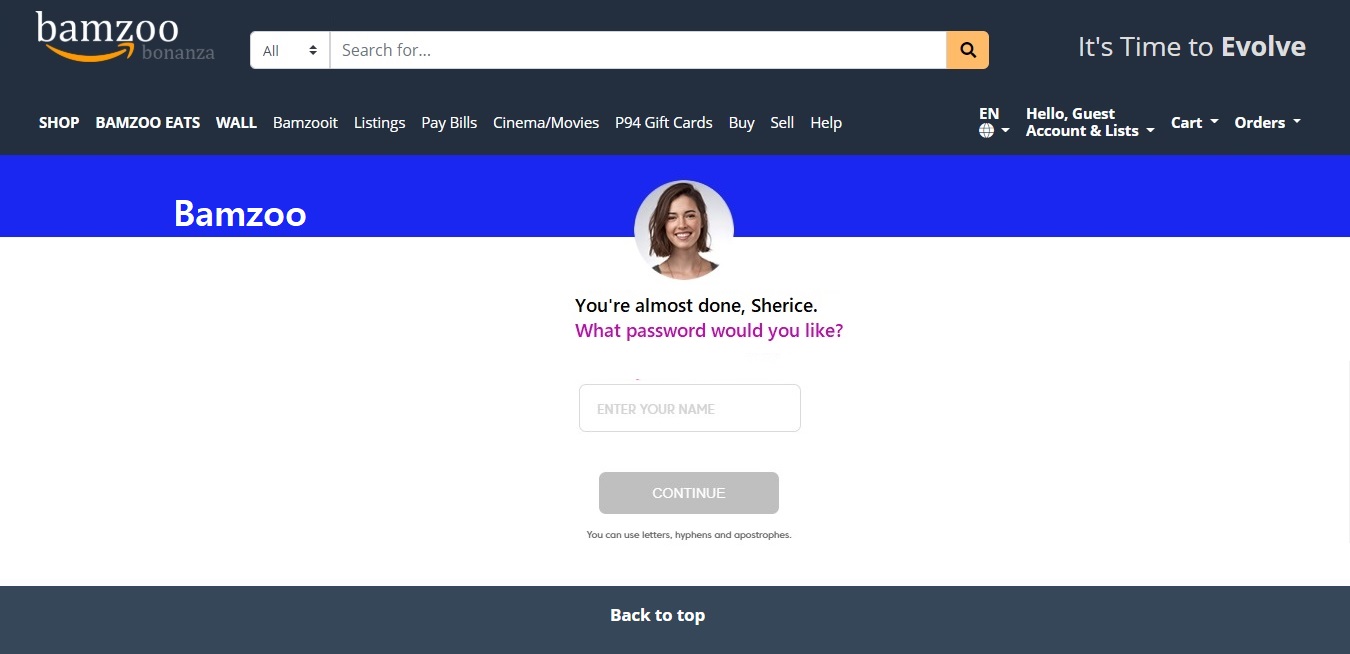 bamzoo
bonanza
All
Search for...
It's Time to Evolve
SHOP BAMZOO EATS WALL Bamzooit Listings Pay Bills Cinema/Movies P94 Gift Cards Buy Sell Help
EN
Hello, Guest
Account & Lists
Cart
Orders
Bamzoo
You're almost done, Sherice.
What password would you like?
ENTER YOUR NAME
CONTINUE
You can use letters, hyphens and apostrophes.
Back to top